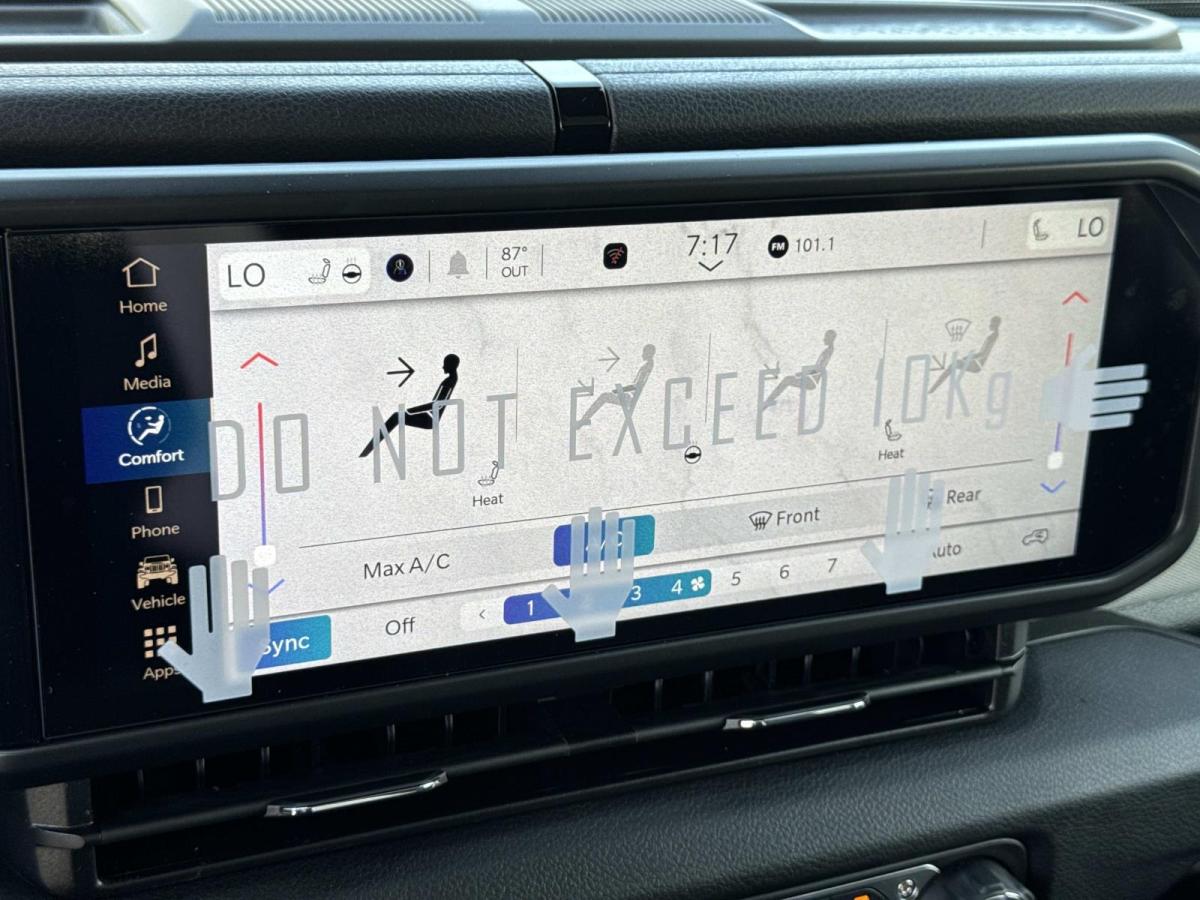 LO
87°
OUT
7:17
FM 101.1
LO
Home
Media
Comfort
Phone
Vehicle
Apps
DO NOT EXCEED 10Kg
Heat
Heat
Max A/C
Front
Rear
Sync
Off
< 1 3 4 5 6 7